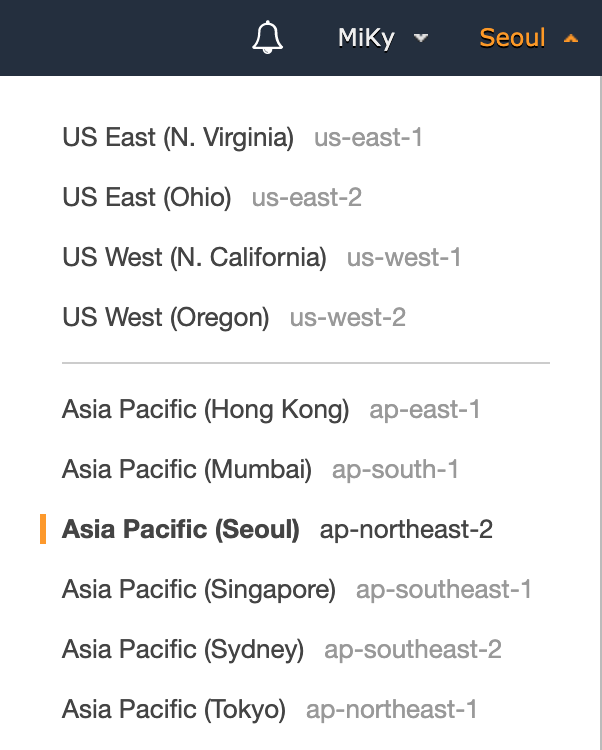 MiKy Seoul
US East (N. Virginia) us-east-1
US East (Ohio) us-east-2
US West (N. California) us-west-1
US West (Oregon) us-west-2
Asia Pacific (Hong Kong) ap-east-1
Asia Pacific (Mumbai) ap-south-1
Asia Pacific (Seoul) ap-northeast-2
Asia Pacific (Singapore) ap-southeast-1
Asia Pacific (Sydney) ap-southeast-2
Asia Pacific (Tokyo) ap-northeast-1